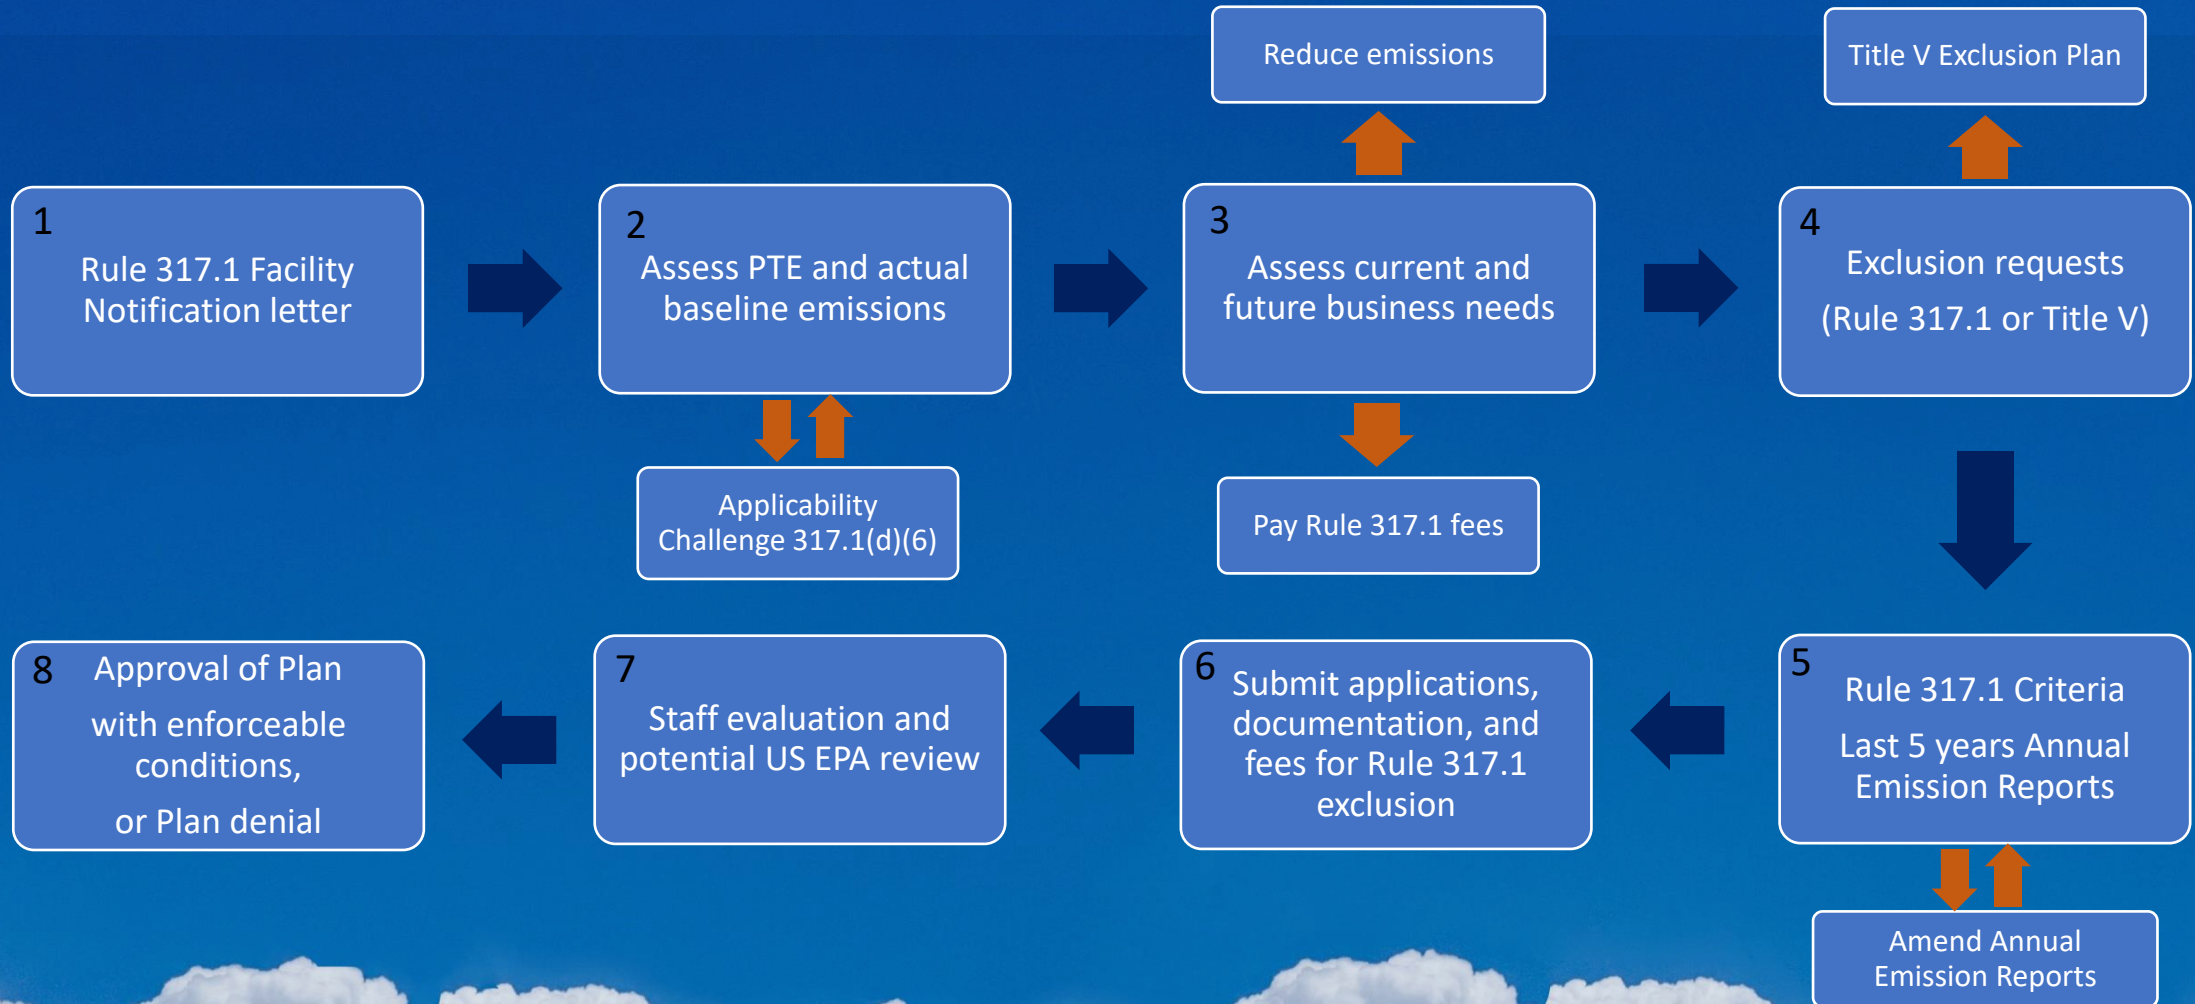 Reduce emissions
Title V Exclusion Plan
1
Rule 317.1 Facility
Notification letter
2
Assess PTE and actual
baseline emissions
3
Assess current and
future business needs
4
Exclusion requests
(Rule 317.1 or Title V)
Applicability
Challenge 317.1(d)(6)
Pay Rule 317.1 fees
5
Rule 317.1 Criteria
Last 5 years Annual
Emission Reports
Amend Annual
Emission Reports
6
Submit applications,
documentation, and
fees for Rule 317.1
exclusion
7
Staff evaluation and
potential US EPA review
8
Approval of Plan
with enforceable
conditions,
or Plan denial